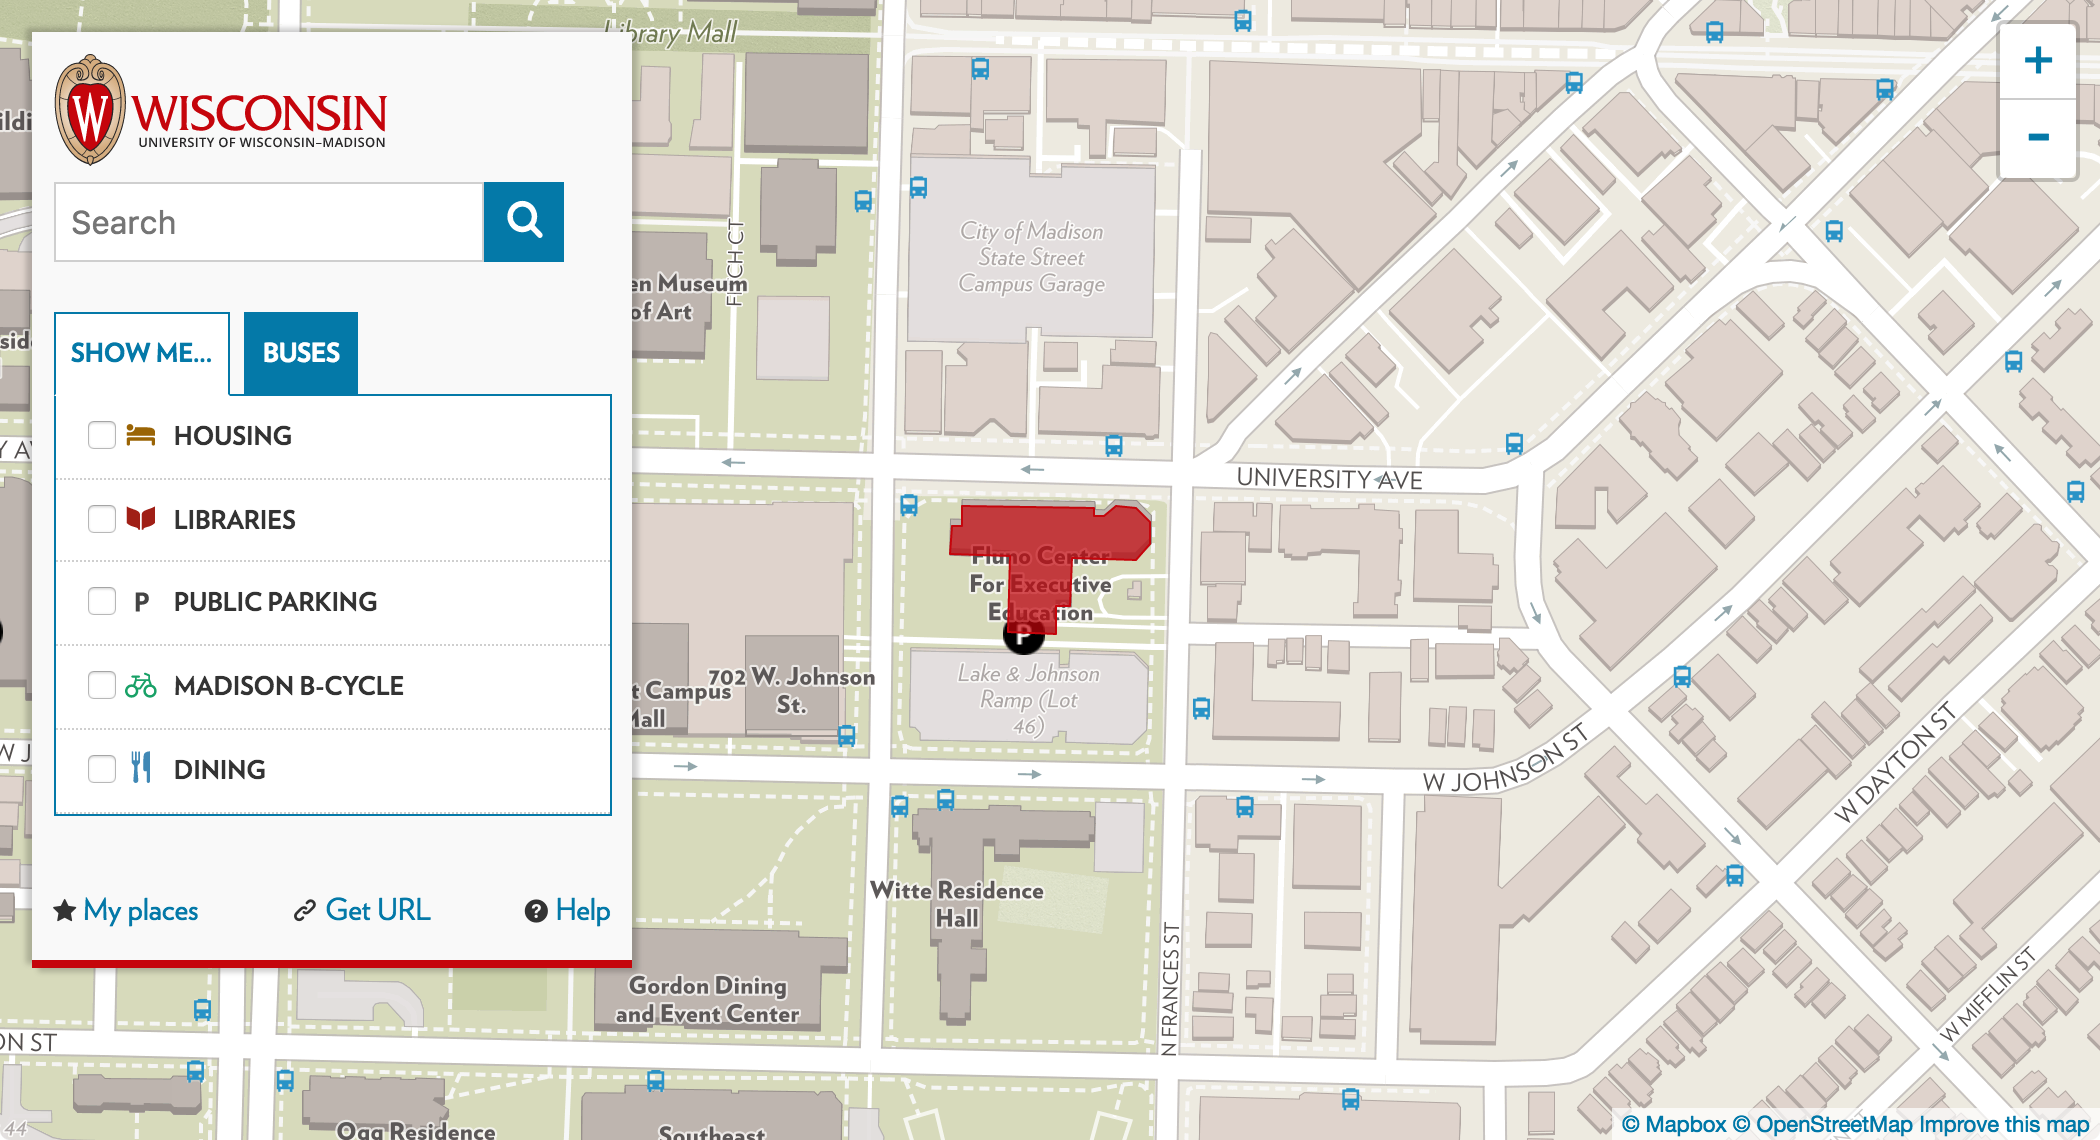 WISCONSIN
UNIVERSITY OF WISCONSIN–MADISON
Search
SHOW ME...
BUSES
HOUSING
LIBRARIES
P
PUBLIC PARKING
MADISON B-CYCLE
DINING
My places
Get URL
? Help
Library Mall
FITCH CT
en Museum
of Art
City of Madison
State Street
Campus Garage
UNIVERSITY AVE
Fluno Center
For Executive
Education
P
Lake & Johnson
Ramp (Lot
46)
702 W. Johnson
St.
t Campus
Mall
W JOHNSON ST
W DAYTON ST
W MIFFLIN ST
Witte Residence
Hall
N FRANCES ST
Gordon Dining
and Event Center
ON ST
44
Ogg Residence
Southeast
W J
+
-
© Mapbox © OpenStreetMap Improve this map